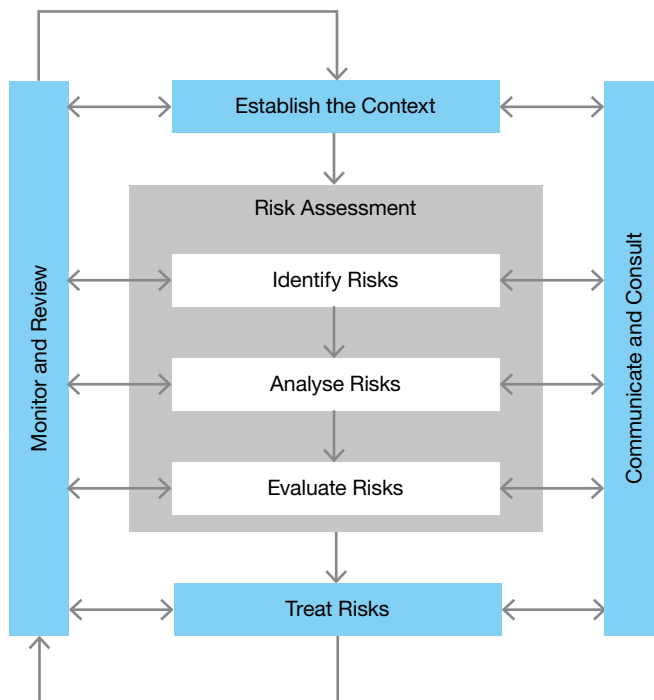 Establish the Context
Risk Assessment
Identify Risks
Analyse Risks
Evaluate Risks
Treat Risks
Monitor and Review
Communicate and Consult